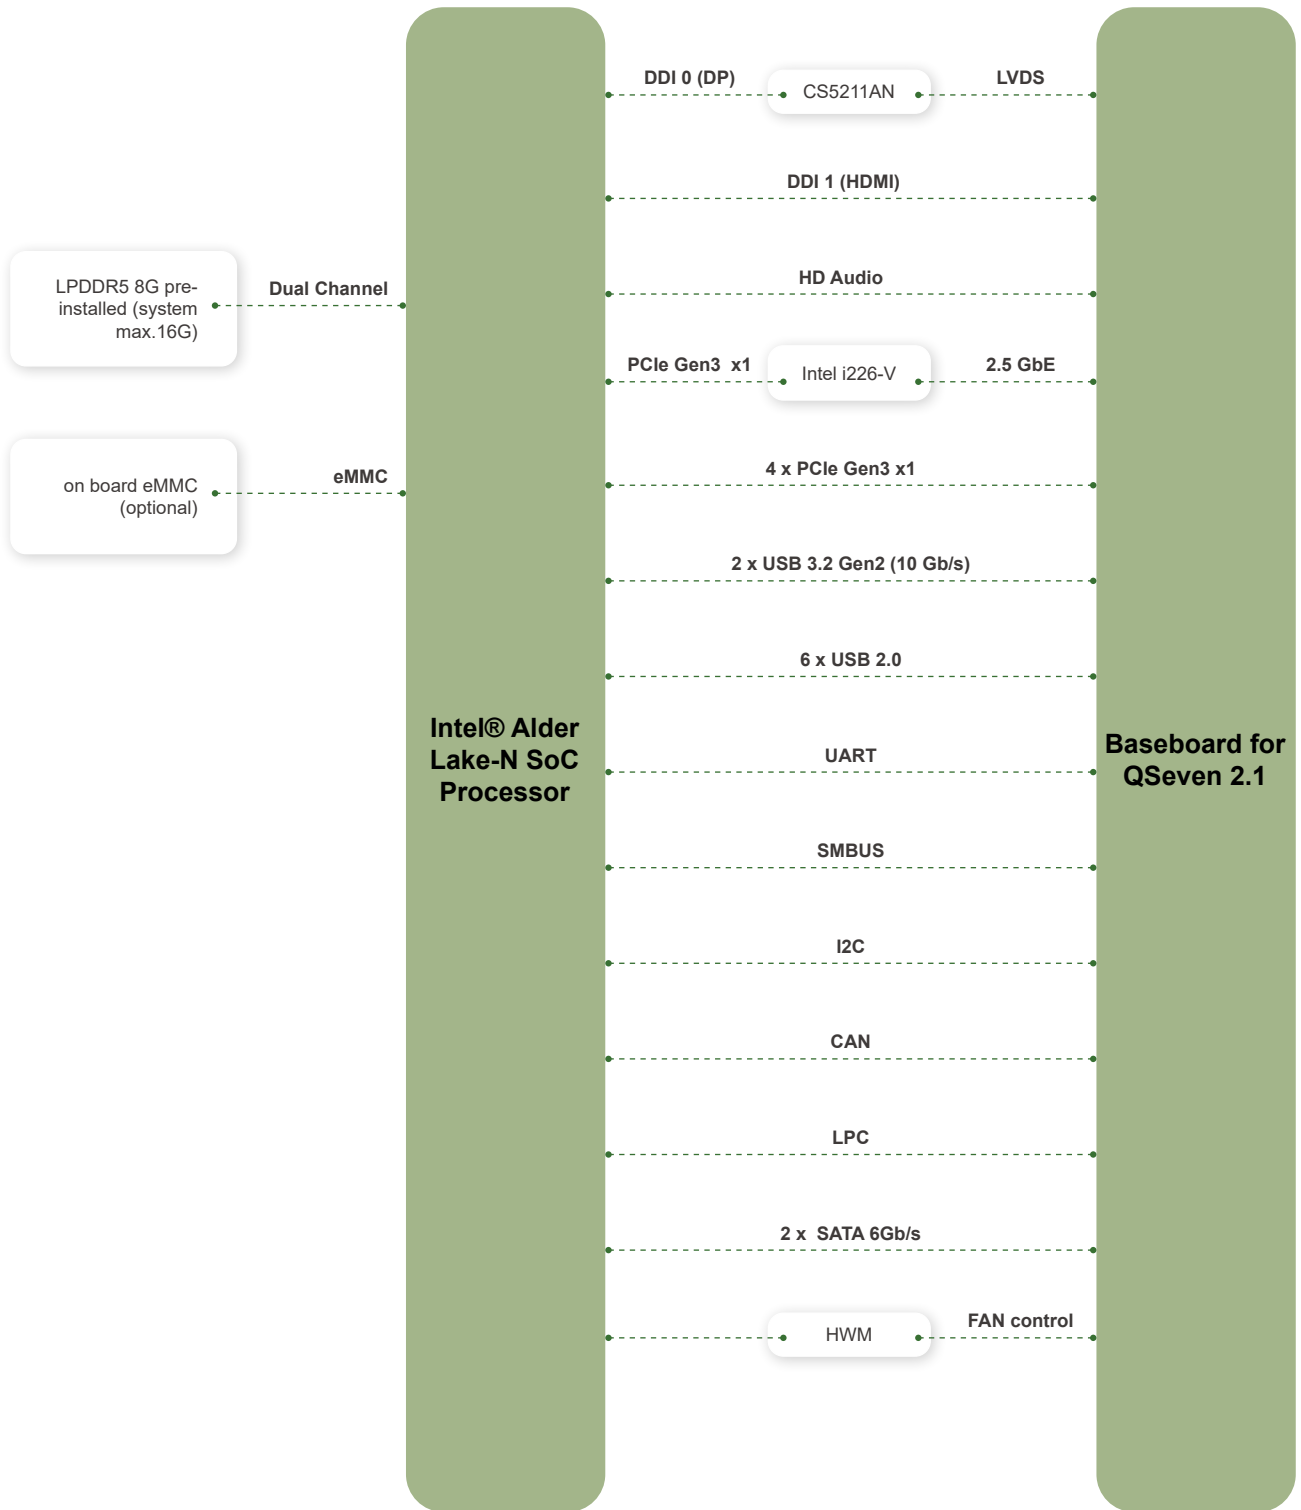 DDI 0 (DP)
CS5211AN
LVDS
DDI 1 (HDMI)
LPDDR5 8G pre-
installed (system
max.16G)
Dual Channel
HD Audio
PCIe Gen3  x1
Intel i226-V
2.5 GbE
on board eMMC
(optional)
eMMC
4 x PCIe Gen3 x1
2 x USB 3.2 Gen2 (10 Gb/s)
6 x USB 2.0
Intel® Alder
Lake-N SoC
Processor
UART
Baseboard for
QSeven 2.1
SMBUS
I2C
CAN
LPC
2 x  SATA 6Gb/s
HWM
FAN control